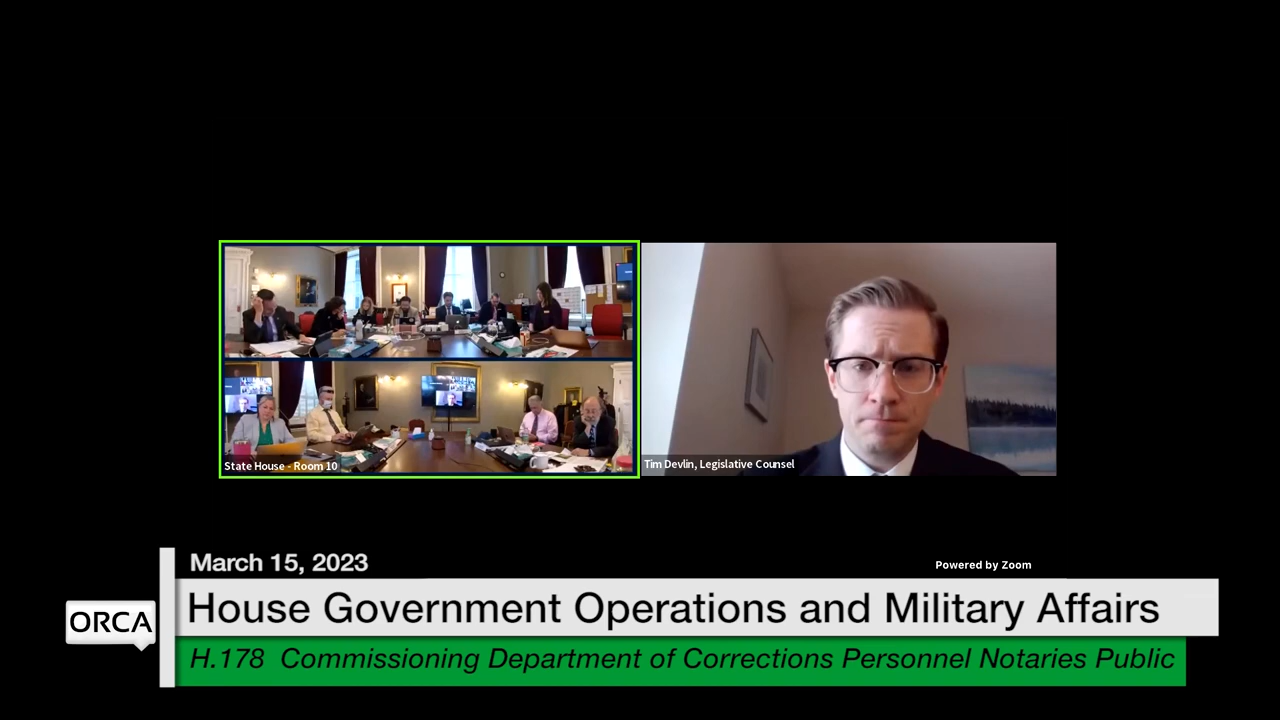 State House - Room 10
Tim Devlin, Legislative Counsel
March 15, 2023
Powered by Zoom
House Government Operations and Military Affairs
ORCA
H.178 Commissioning Department of Corrections Personnel Notaries Public